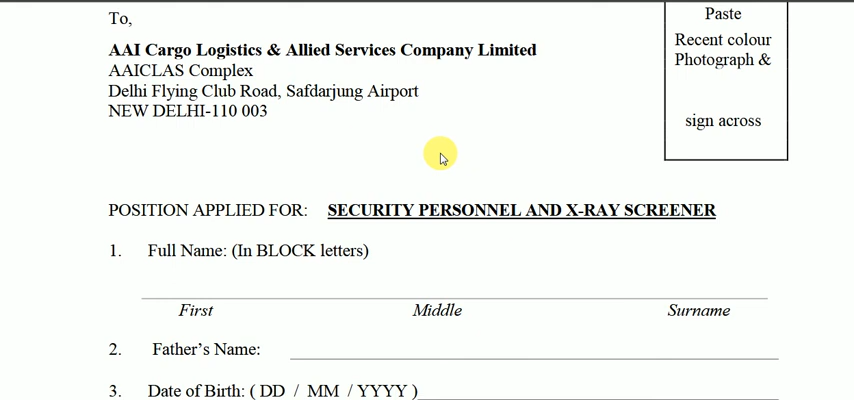 To,
Paste
Recent colour
Photograph &
sign across
AAI Cargo Logistics & Allied Services Company Limited
AAICLAS Complex
Delhi Flying Club Road, Safdarjung Airport
NEW DELHI-110 003
POSITION APPLIED FOR: SECURITY PERSONNEL AND X-RAY SCREENER
1. Full Name: (In BLOCK letters)
First Middle Surname
2. Father’s Name:
3. Date of Birth: ( DD / MM / YYYY )